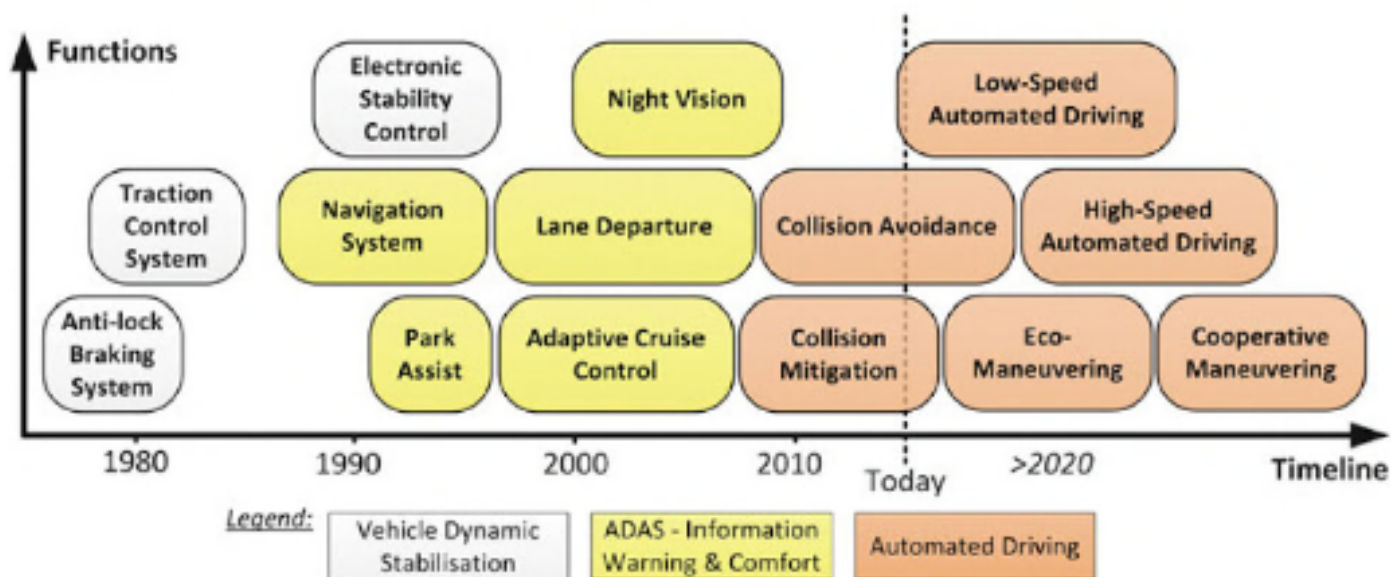 Functions
Electronic
Stability
Control
Night Vision
Low-Speed
Automated Driving
Traction
Control
System
Navigation
System
Lane Departure
Collision Avoidance
High-Speed
Automated Driving
Anti-lock
Braking
System
Park
Assist
Adaptive Cruise
Control
Collision
Mitigation
Eco-
Maneuvering
Cooperative
Maneuvering
1980
1990
2000
2010
Today
>2020
Timeline
Legend:
Vehicle Dynamic
Stabilisation
ADAS - Information
Warning & Comfort
Automated Driving